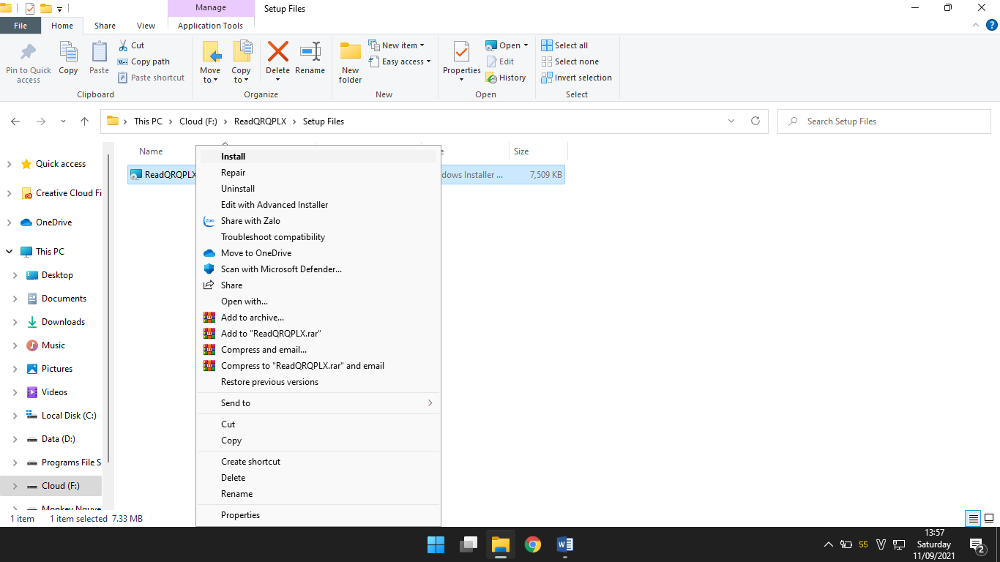 Manage
Setup Files
File
Home
Share
View
Application Tools
?
Pin to Quick access
Copy
Paste
Cut
Copy path
Paste shortcut
Clipboard
Move to
Copy to
Delete
Rename
Organize
New folder
New item
Easy access
New
Properties
Open
Edit
History
Open
Select all
Select none
Invert selection
Select
This PC
Cloud (F:)
ReadQRQPLX
Setup Files
Search Setup Files
Name
Size
Quick access
Creative Cloud Fi
OneDrive
This PC
Desktop
Documents
Downloads
Music
Pictures
Videos
Local Disk (C:)
Data (D:)
Programs File S
Cloud (F:)
Monkey Nguye
ReadQRQPLX
dows Installer ...
7,509 KB
Install
Repair
Uninstall
Edit with Advanced Installer
Zalo
Share with Zalo
Troubleshoot compatibility
Move to OneDrive
Scan with Microsoft Defender...
Share
Open with...
Add to archive...
Add to "ReadQRQPLX.rar"
Compress and email...
Compress to "ReadQRQPLX.rar" and email
Restore previous versions
Send to
Cut
Copy
Create shortcut
Delete
Rename
Properties
1 item
1 item selected 7.33 MB
W
55
V
13:57
Saturday
11/09/2021
2